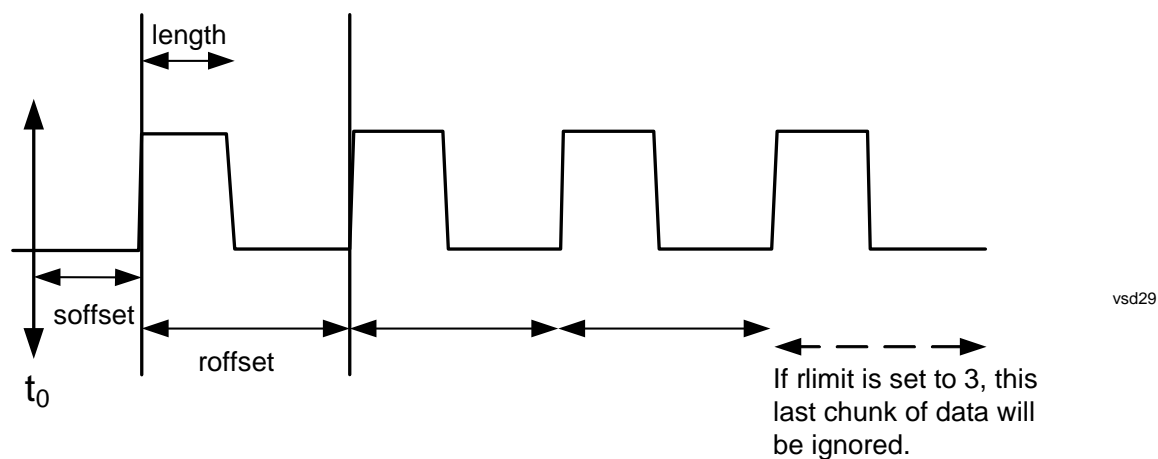 length
soffset
roffset
t₀
vsd29
If rlimit is set to 3, this
last chunk of data will
be ignored.